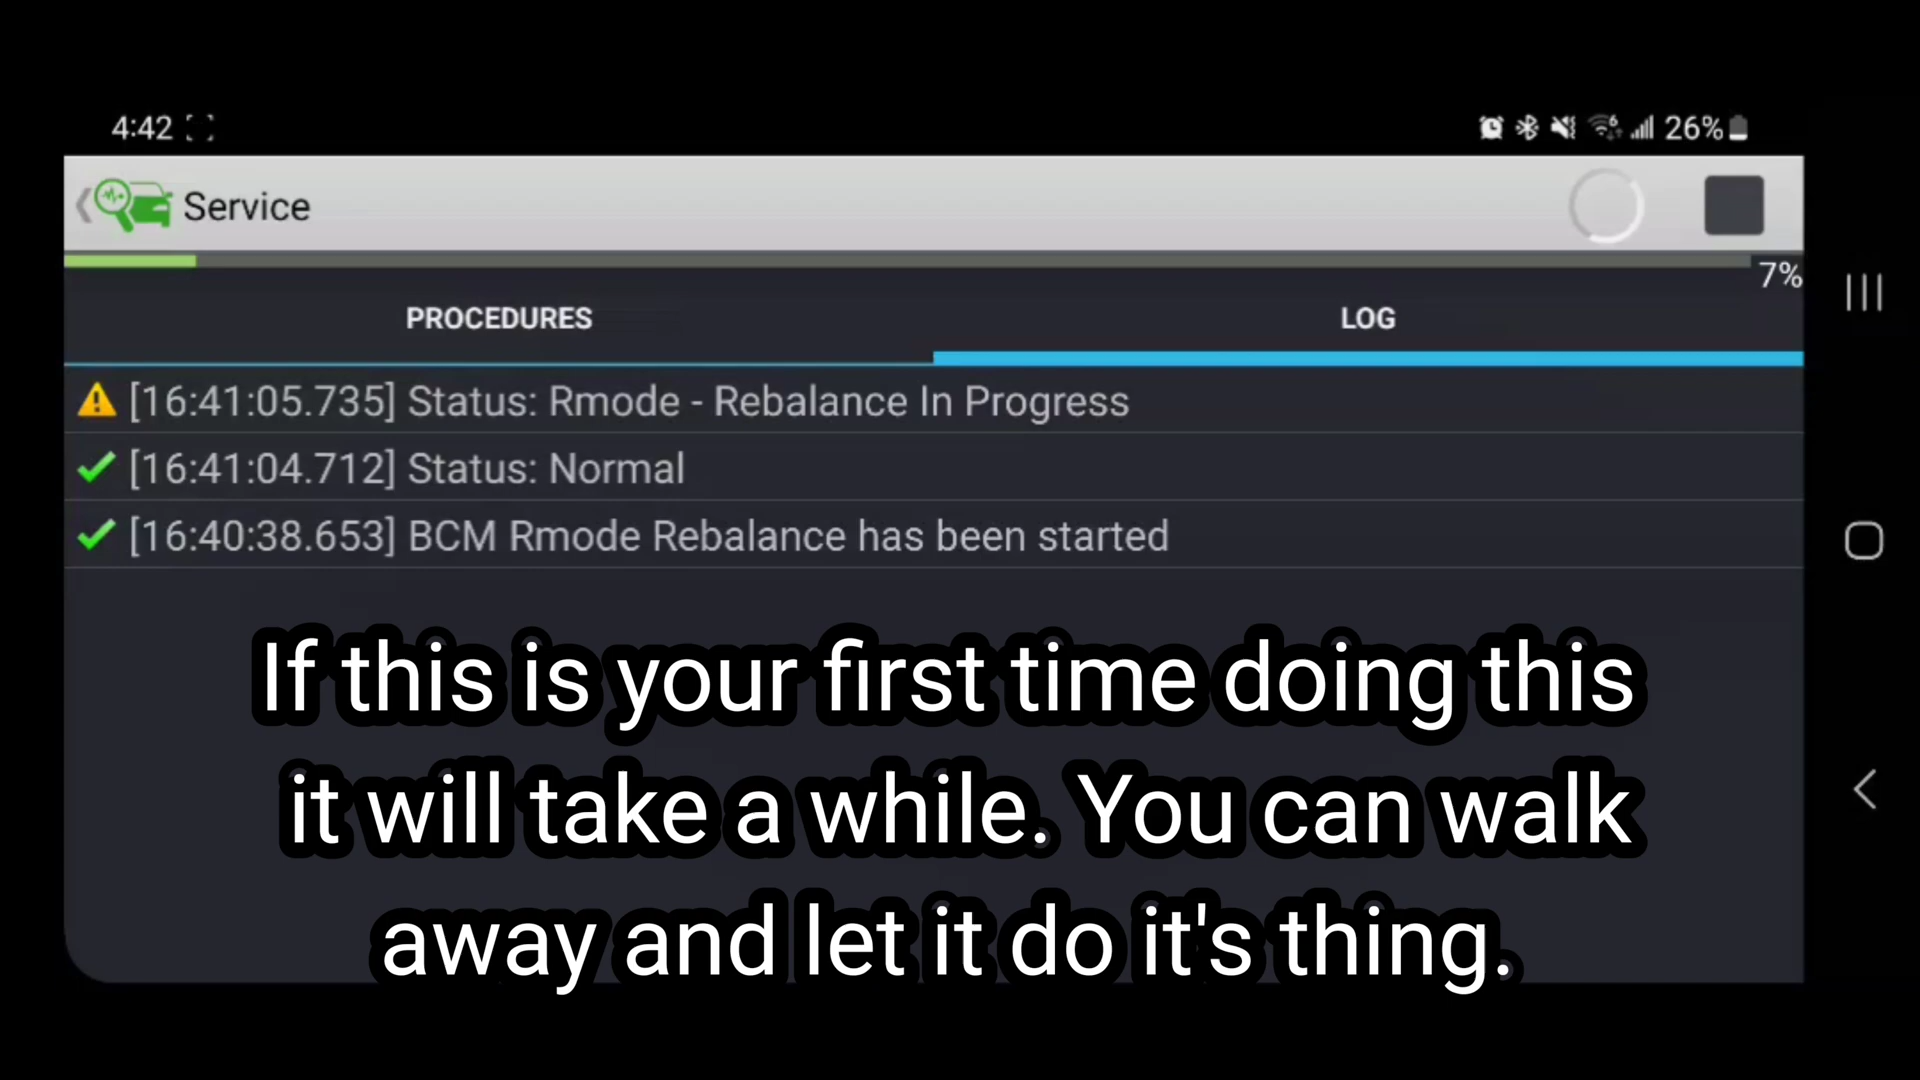 4:42
26%
Service
7%
PROCEDURES
LOG
[16:41:05.735] Status: Rmode - Rebalance In Progress
[16:41:04.712] Status: Normal
[16:40:38.653] BCM Rmode Rebalance has been started
If this is your first time doing this
it will take a while. You can walk
away and let it do it's thing.